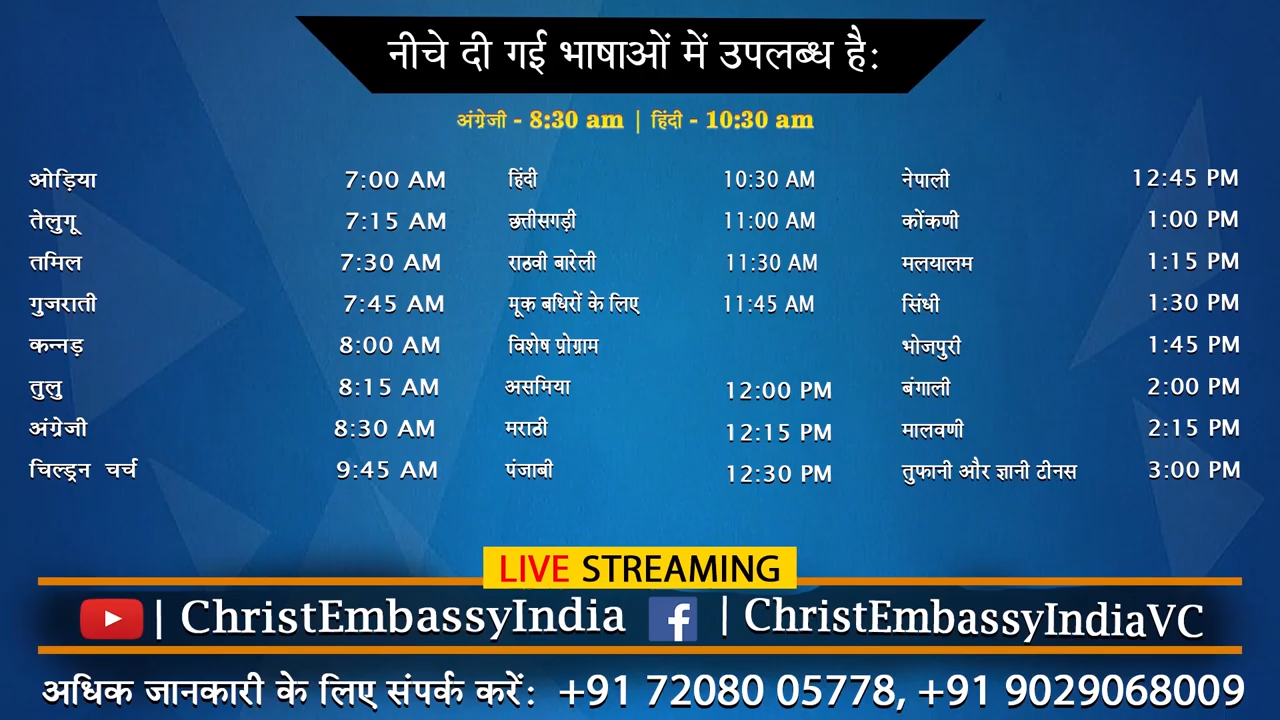 नीचे दी गई भाषाओं में उपलब्ध है:
अंग्रेजी - 8:30 am | हिंदी - 10:30 am
ओड़िया 7:00 AM
तेलुगू 7:15 AM
तमिल 7:30 AM
गुजराती 7:45 AM
कन्नड़ 8:00 AM
तुलु 8:15 AM
अंग्रेजी 8:30 AM
चिल्ड्रन चर्च 9:45 AM
हिंदी 10:30 AM
छत्तीसगड़ी 11:00 AM
राठवी बारेली 11:30 AM
मूक बधिरों के लिए 11:45 AM
विशेष प्रोग्राम
असमिया 12:00 PM
मराठी 12:15 PM
पंजाबी 12:30 PM
नेपाली 12:45 PM
कोंकणी 1:00 PM
मलयालम 1:15 PM
सिंधी 1:30 PM
भोजपुरी 1:45 PM
बंगाली 2:00 PM
मालवणी 2:15 PM
तुफानी और ज्ञानी टीनस 3:00 PM
LIVE STREAMING
| ChristEmbassyIndia f | ChristEmbassyIndiaVC
अधिक जानकारी के लिए संपर्क करें: +91 72080 05778, +91 9029068009